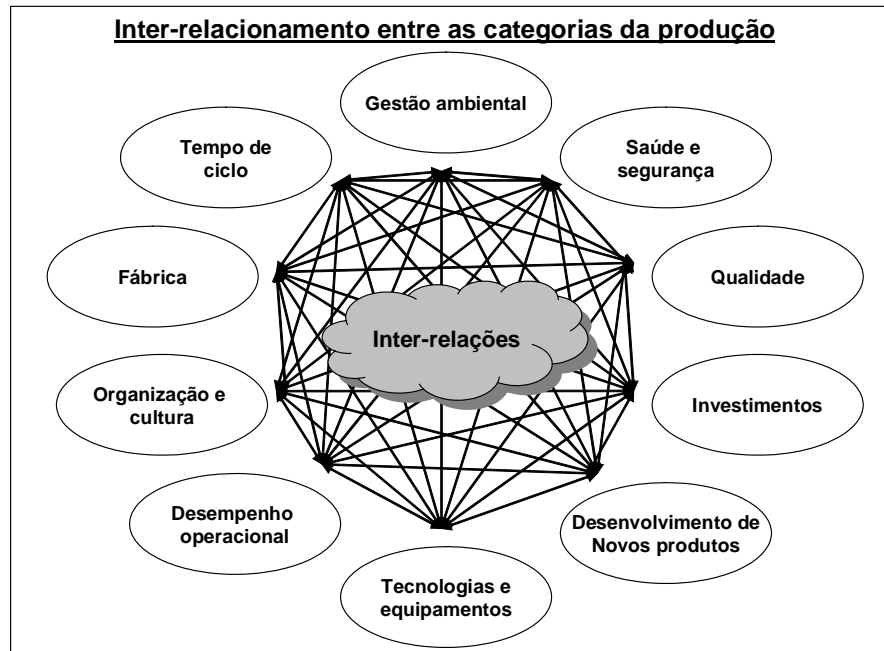 Inter-relacionamento entre as categorias da produção
Gestão ambiental
Tempo de
ciclo
Saúde e
segurança
Fábrica
Qualidade
Inter-relações
Organização e
cultura
Investimentos
Desempenho
operacional
Desenvolvimento de
Novos produtos
Tecnologias e
equipamentos